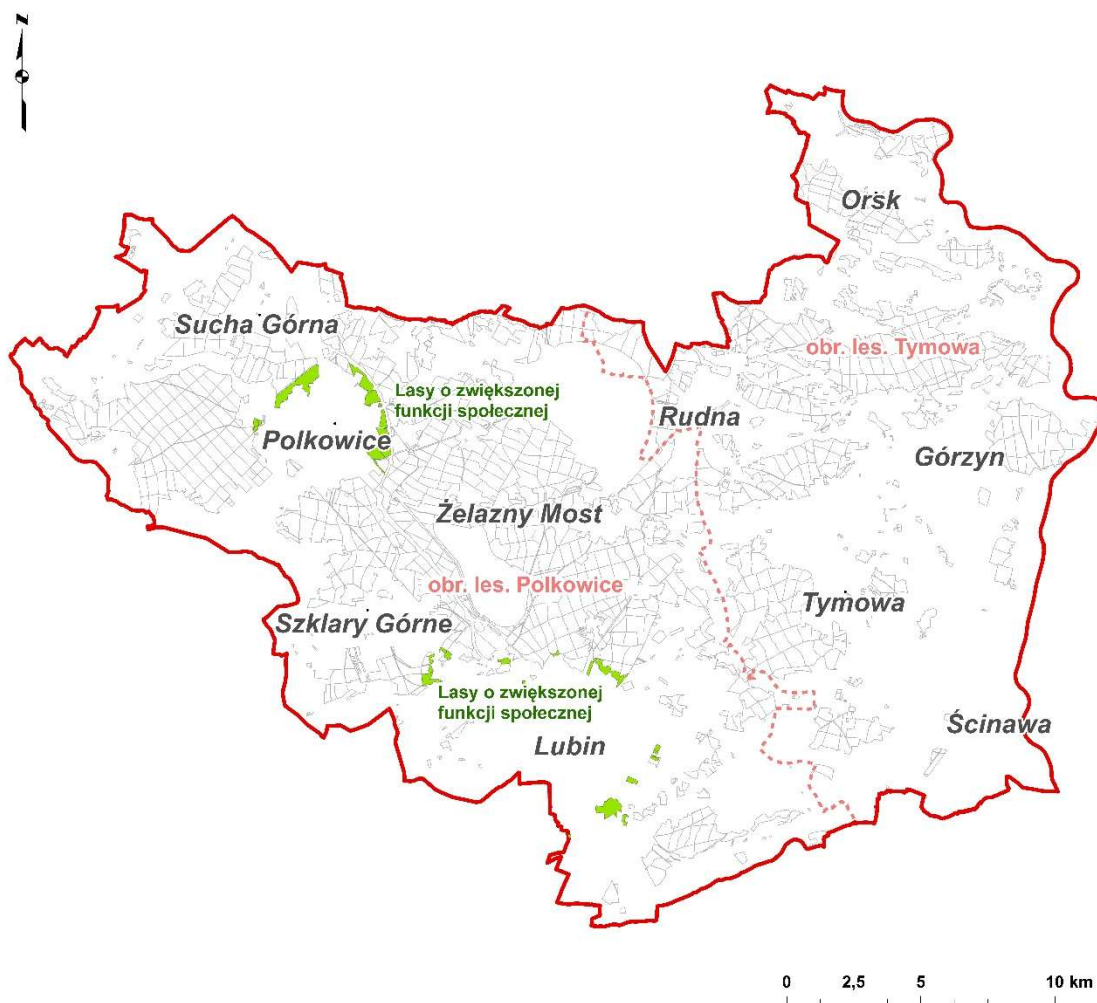 N
Orsk
Sucha Górna
obr. les. Tymowa
Lasy o zwiększonej
funkcji społecznej
Rudna
Polkowice
Górzyn
Żelazny Most
obr. les. Polkowice
Tymowa
Szklary Górne
Lasy o zwiększonej
funkcji społecznej
Ścinawa
Lubin
0 2,5 5 10 km